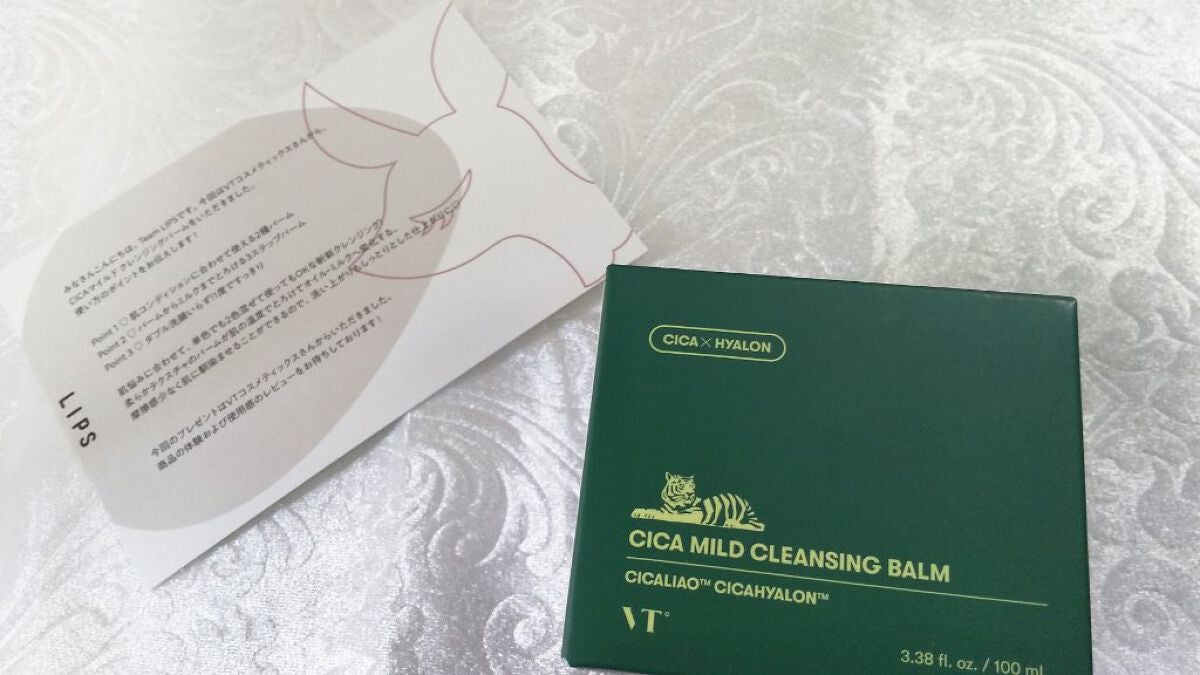 みなさんこんにちは、Team LIPSです。今回はVTコスメティックスさんから、
CICAマイルドクレンジングバームをいただきました。
使い方のポイントをお伝えします!
Point 1 ♡ 肌コンディションに合わせて使える2種バーム
Point 2 ♡ バームからミルクまでとろける3ステップバーム
Point 3 ♡ ダブル洗顔いらず!1度ですっきり
肌悩みに合わせて、単色でも2色混ぜて使ってもOKな斬新クレンジング♡
柔らかテクスチャのバームが肌の温度でとろけてオイル・ミルクへ変化する。
摩擦感少なく肌に馴染ませることができるので、洗い上がりもしっとりとした仕上がりに♡
今回のプレゼントはVTコスメティックスさんからいただきました。
商品の体験および使用感のレビューをお待ちしております!
LIPS
CICA×HYALON
CICA MILD CLEANSING BALM
CICALIAO™ CICAHYALON™
VT°
3.38 fl. oz. / 100 ml